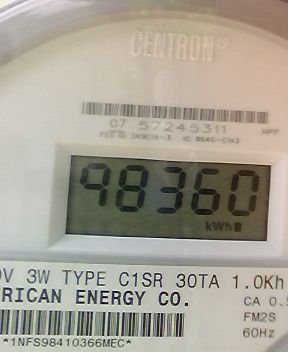 CENTRON®
07 57245311
kWh
98360
V 3W TYPE C1SR 30TA 1.0Kh
RICAN ENERGY CO.
CA 0.5
FM2S
60Hz
*1NFS98410366MEC*